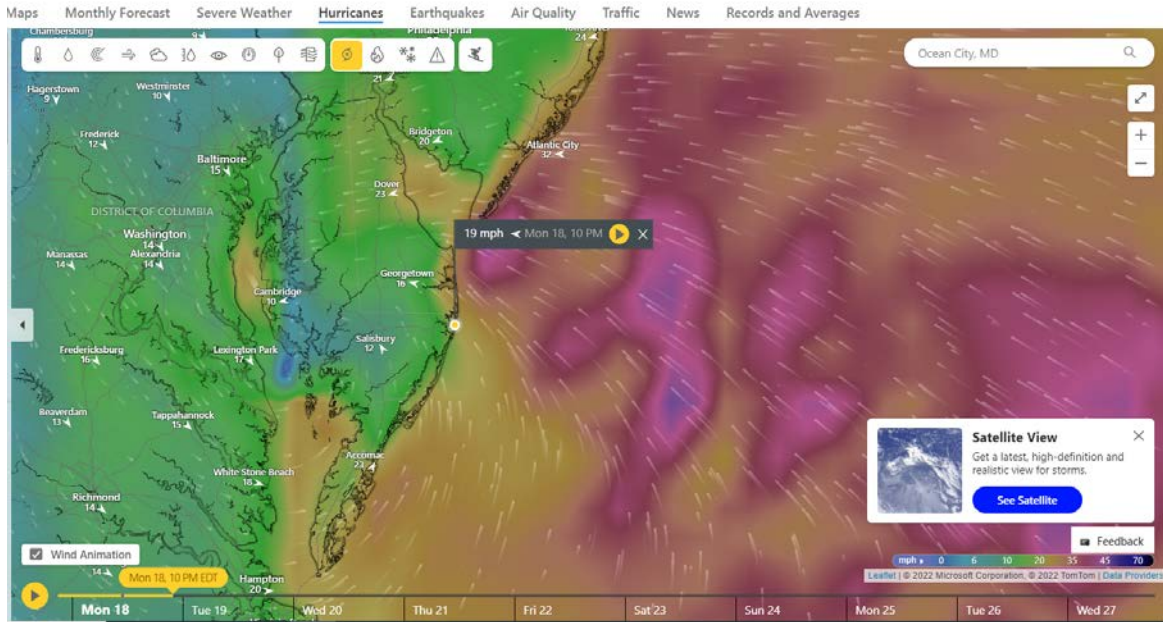 Maps Monthly Forecast Severe Weather Hurricanes Earthquakes Air Quality Traffic News Records and Averages
Chambersburg
Philadelphia
24
Ocean City, MD
21
Hagerstown
9
Westminster
10
Frederick
12
Bridgeton
20
Atlantic City
32
Baltimore
15
Dover
23
DISTRICT OF COLUMBIA
Washington
14
Alexandria
14
Manassas
14
19 mph Mon 18, 10 PM
Georgetown
16
Cambridge
10
Salisbury
12
Fredericksburg
16
Lexington Park
17
Beaverdam
13
Tappahannock
15
Accomac
23
White Stone Beach
18
Richmond
14
Satellite View
Get a latest, high-definition and
realistic view for storms.
See Satellite
Feedback
Wind Animation
14
Mon 18, 10 PM EDT
Hampton
20
mph 0 6 10 20 35 45 70
Leaflet | © 2022 Microsoft Corporation, © 2022 TomTom | Data Providers
Mon 18 Tue 19 Wed 20 Thu 21 Fri 22 Sat 23 Sun 24 Mon 25 Tue 26 Wed 27